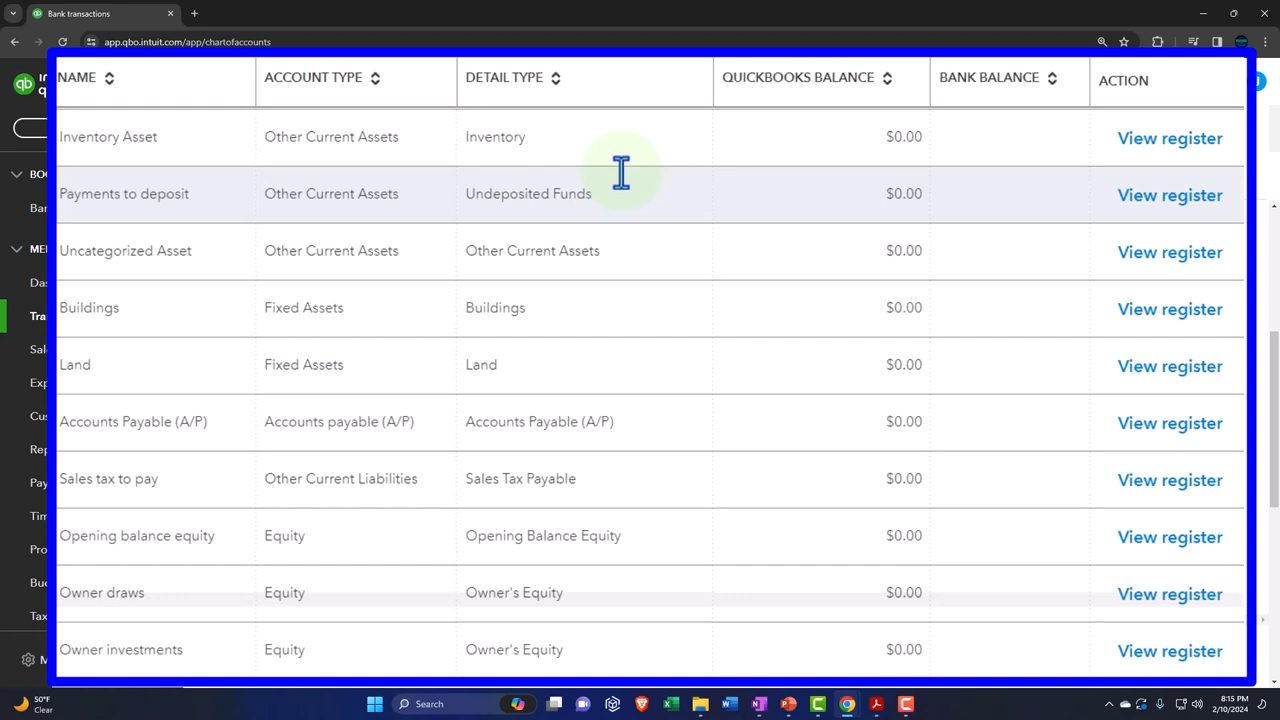 Bank transactions
app.qbo.intuit.com/app/chartofaccounts
NAME ACCOUNT TYPE DETAIL TYPE QUICKBOOKS BALANCE BANK BALANCE ACTION
Inventory Asset Other Current Assets Inventory $0.00 View register
Payments to deposit Other Current Assets Undeposited Funds $0.00 View register
Uncategorized Asset Other Current Assets Other Current Assets $0.00 View register
Buildings Fixed Assets Buildings $0.00 View register
Land Fixed Assets Land $0.00 View register
Accounts Payable (A/P) Accounts payable (A/P) Accounts Payable (A/P) $0.00 View register
Sales tax to pay Other Current Liabilities Sales Tax Payable $0.00 View register
Opening balance equity Equity Opening Balance Equity $0.00 View register
Owner draws Equity Owner's Equity $0.00 View register
Owner investments Equity Owner's Equity $0.00 View register
50°F
Clear
Search
8:15 PM
2/10/2024